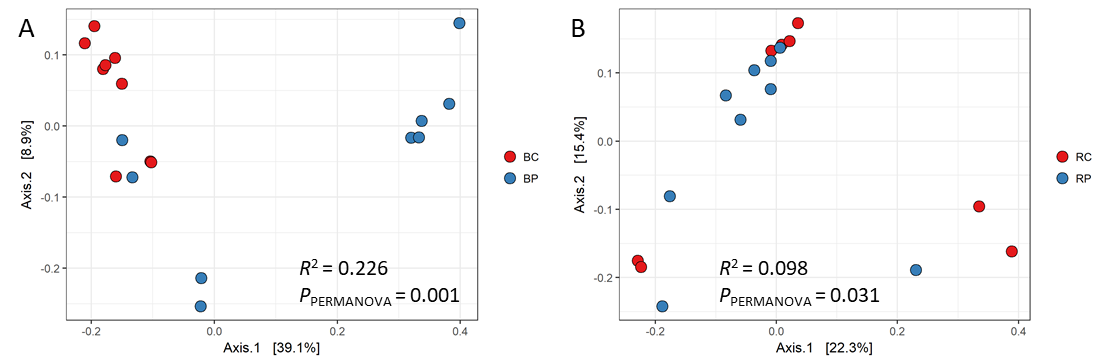 A
0.1
0.0
-0.1
-0.2
Axis.2 [8.9%]
-0.2 0.0 0.2 0.4
Axis.1 [39.1%]
R² = 0.226
PPERMANOVA = 0.001
BC
BP
B
0.1
0.0
-0.1
-0.2
Axis.2 [15.4%]
-0.2 0.0 0.2 0.4
Axis.1 [22.3%]
R² = 0.098
PPERMANOVA = 0.031
RC
RP